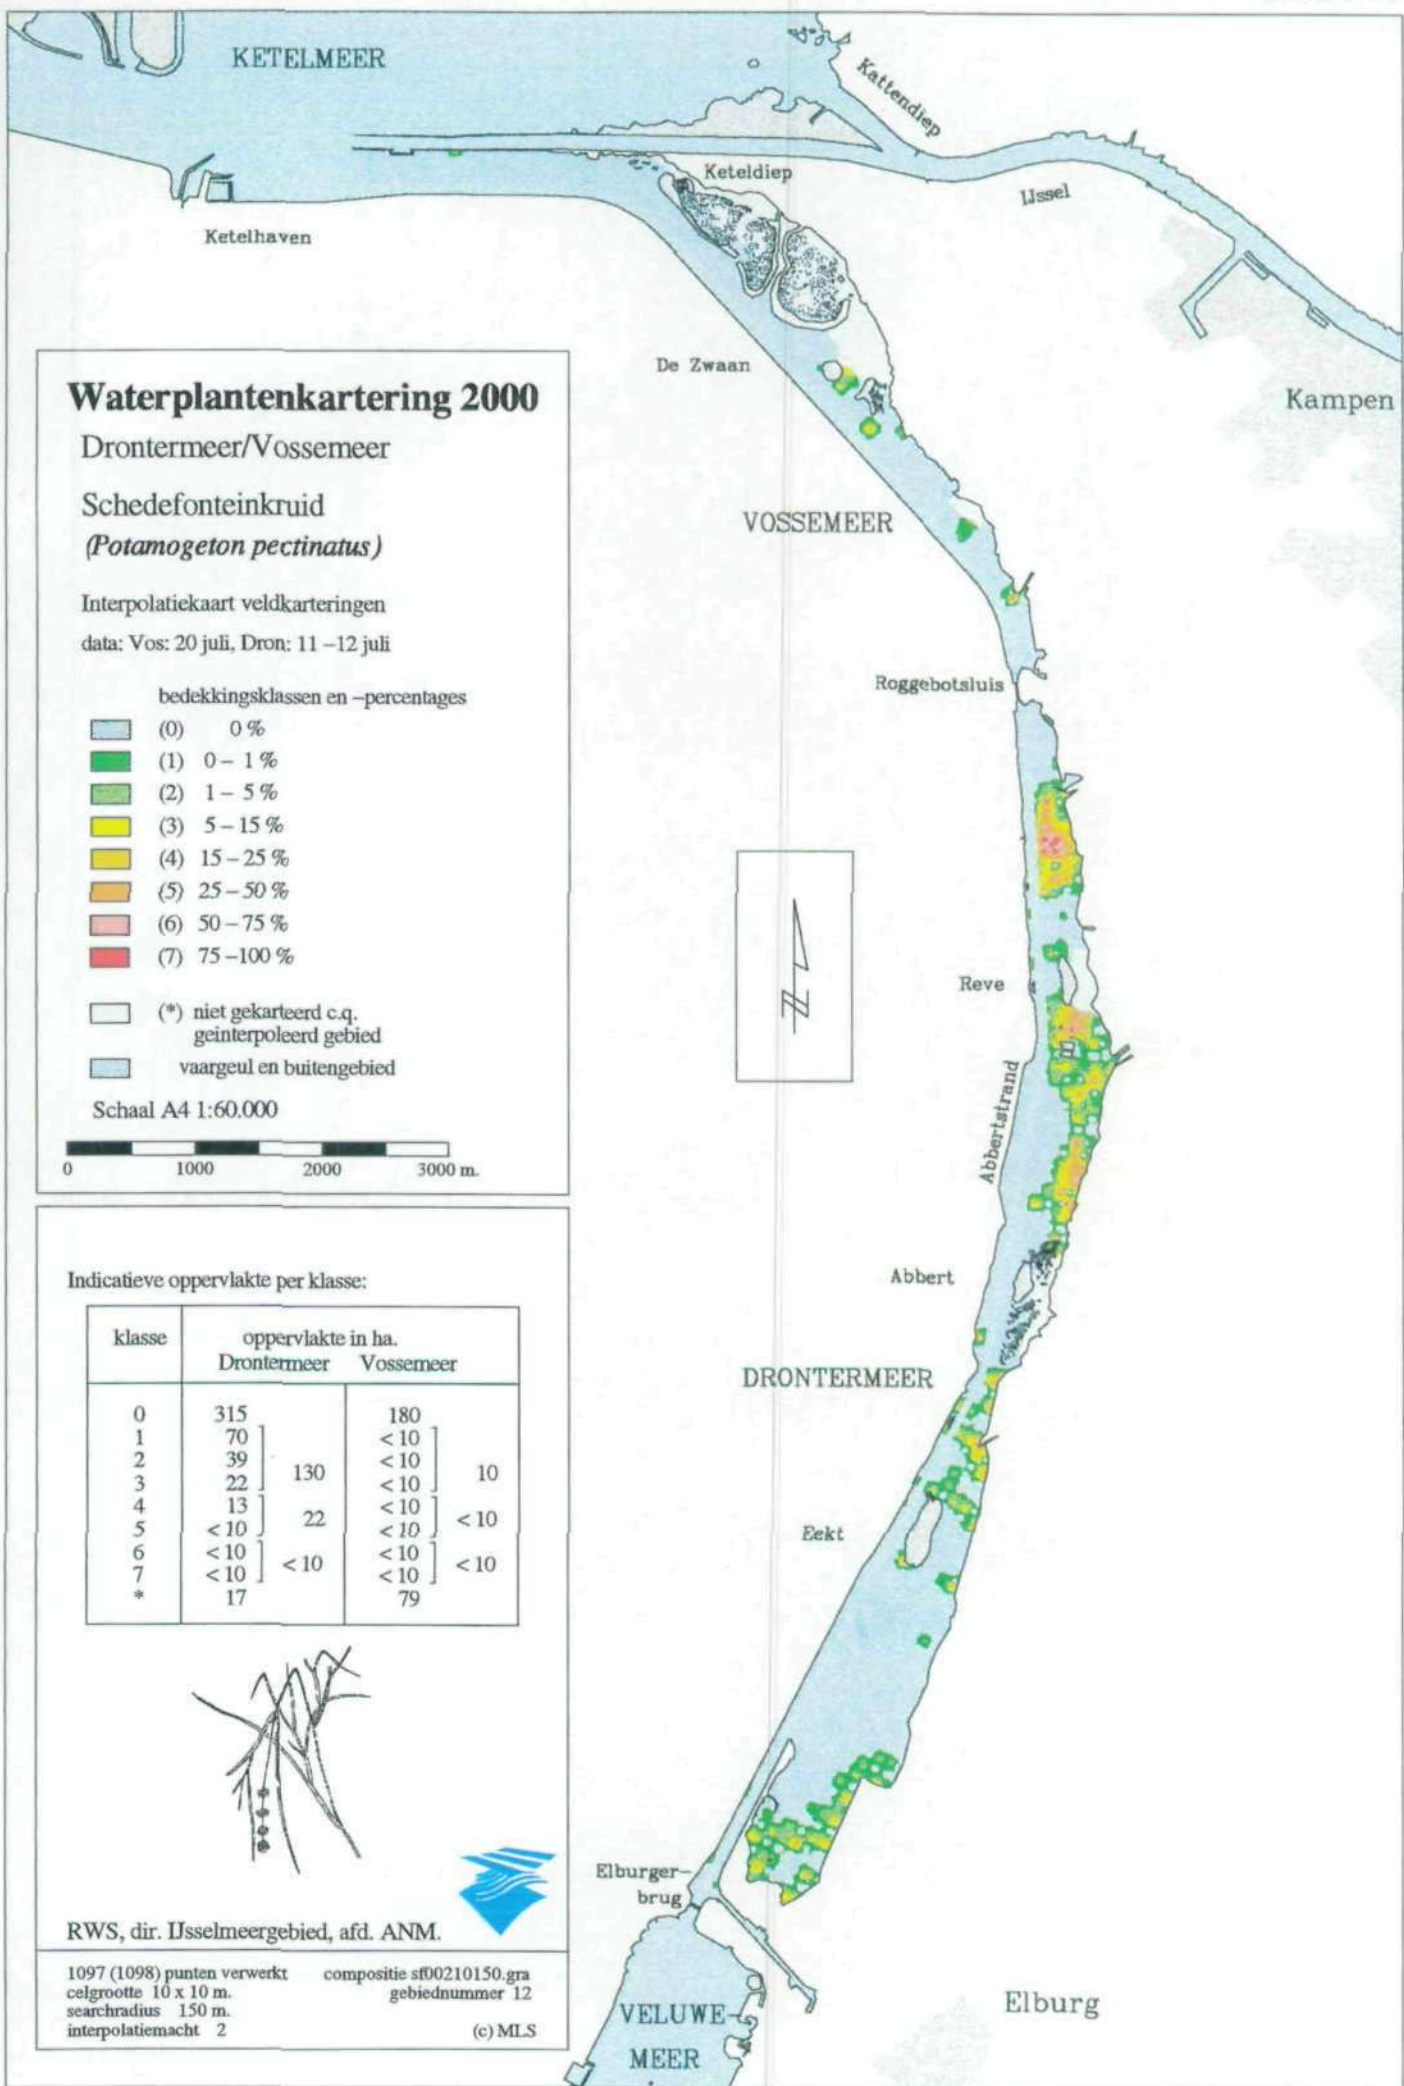 KETELMEER
Kattendiep
Keteldiep
IJssel
Ketelhaven
De Zwaan
Kampen
VOSSEMEER
Roggebotsluis
Reve
Abbertstrand
Abbert
DRONTERMEER
Eekt
Elburger-
brug
VELUWE-
MEER
Elburg
Waterplantenkartering 2000
Drontermeer/Vossemeer
Schedefonteinkruid
(Potamogeton pectinatus)
Interpolatiekaart veldkarteringen
data: Vos: 20 juli, Dron: 11 –12 juli
bedekkingsklassen en –percentages
(0) 0 %
(1) 0 – 1 %
(2) 1 – 5 %
(3) 5 – 15 %
(4) 15 – 25 %
(5) 25 – 50 %
(6) 50 – 75 %
(7) 75 –100 %
(*) niet gekarteerd c.q.
geinterpoleerd gebied
vaargeul en buitengebied
Schaal A4 1:60.000
0 1000 2000 3000 m.
Indicatieve oppervlakte per klasse:
klasse oppervlakte in ha.
Drontermeer Vossemeer
0 315 180
1 70 < 10
2 39 < 10
3 22 130 < 10 10
4 13 < 10
5 < 10 22 < 10 < 10
6 < 10 < 10
7 < 10 < 10 < 10 < 10
* 17 79
RWS, dir. IJsselmeergebied, afd. ANM.
1097 (1098) punten verwerkt compositie sf00210150.gra
celgrootte 10 x 10 m. gebiednummer 12
searchradius 150 m.
interpolatiemacht 2 (c) MLS